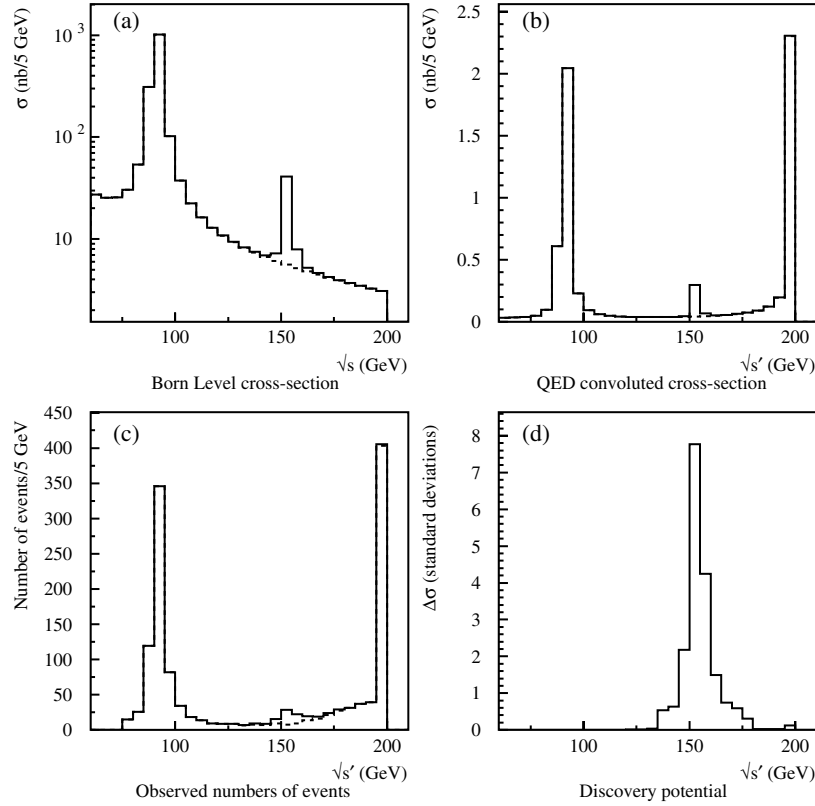 (a)
σ (nb/5 GeV)
10³
10²
10
100
150
200
√s (GeV)
Born Level cross-section
(b)
σ (nb/5 GeV)
2.5
2
1.5
1
0.5
0
100
150
200
√s′ (GeV)
QED convoluted cross-section
(c)
Number of events/5 GeV
450
400
350
300
250
200
150
100
50
0
100
150
200
√s′ (GeV)
Observed numbers of events
(d)
Δσ (standard deviations)
8
7
6
5
4
3
2
1
0
100
150
200
√s′ (GeV)
Discovery potential